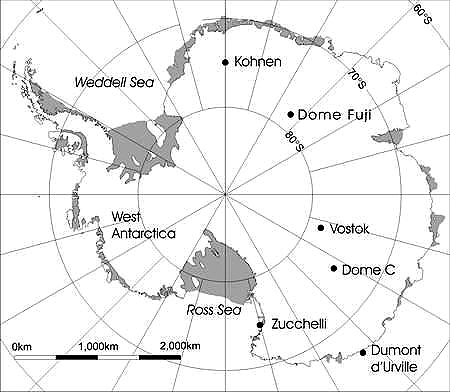 60°S
Kohnen
Weddell Sea
70°S
Dome Fuji
80°S
West
Antarctica
Vostok
Dome C
Ross Sea
Zucchelli
0km
1,000km
2,000km
Dumont
d'Urville